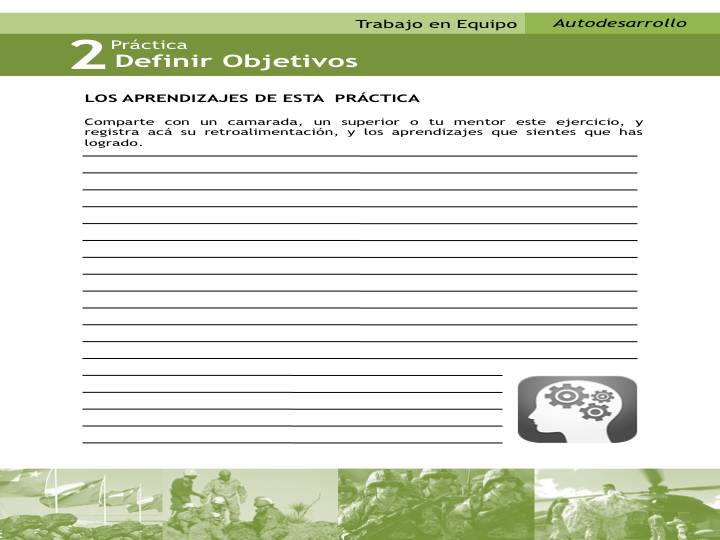 Trabajo en Equipo
Autodesarrollo
2
Práctica
Definir Objetivos
LOS APRENDIZAJES DE ESTA PRÁCTICA
Comparte con un camarada, un superior o tu mentor este ejercicio, y
registra acá su retroalimentación, y los aprendizajes que sientes que has
logrado.